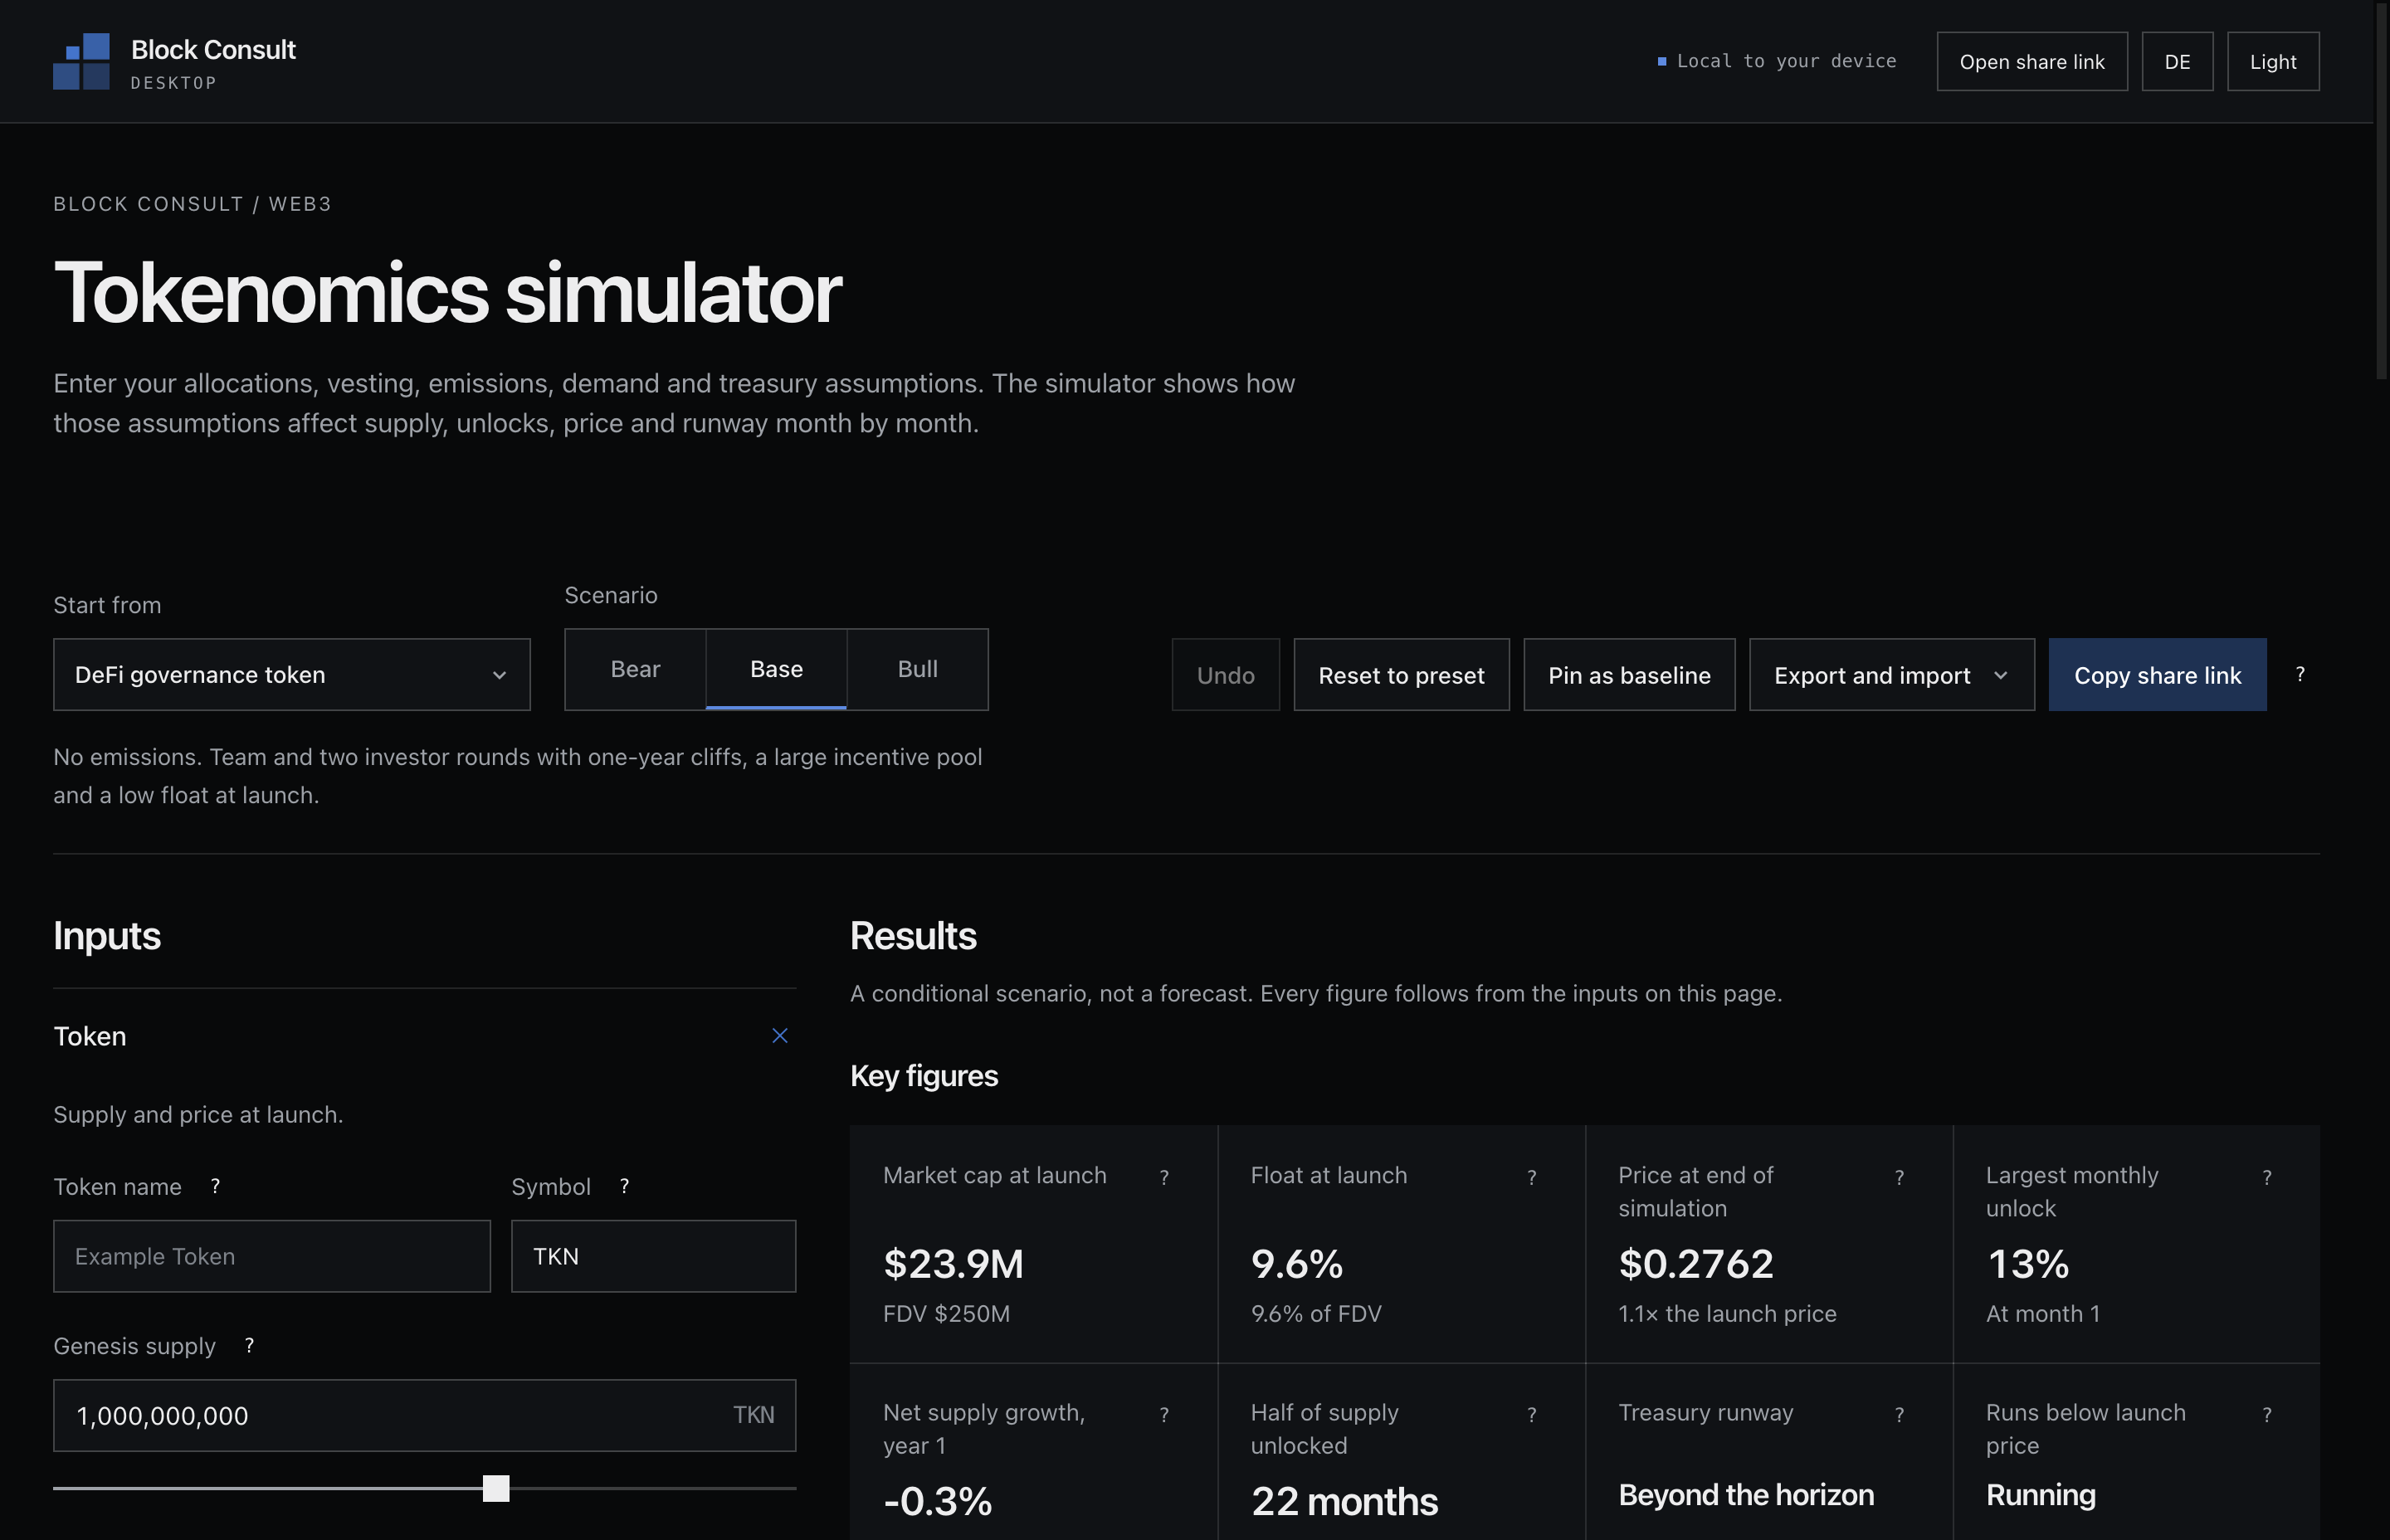 Block Consult
DESKTOP
Local to your device
Open share link
DE
Light
BLOCK CONSULT / WEB3
Tokenomics simulator
Enter your allocations, vesting, emissions, demand and treasury assumptions. The simulator shows how
those assumptions affect supply, unlocks, price and runway month by month.
Start from
Scenario
DeFi governance token
Bear
Base
Bull
Undo
Reset to preset
Pin as baseline
Export and import
Copy share link
?
No emissions. Team and two investor rounds with one-year cliffs, a large incentive pool
and a low float at launch.
Inputs
Token
Supply and price at launch.
Token name ?
Symbol ?
Example Token
TKN
Genesis supply ?
1,000,000,000 TKN
Results
A conditional scenario, not a forecast. Every figure follows from the inputs on this page.
Key figures
Market cap at launch ?
$23.9M
FDV $250M
Float at launch ?
9.6%
9.6% of FDV
Price at end of ?
simulation
$0.2762
1.1× the launch price
Largest monthly ?
unlock
13%
At month 1
Net supply growth, ?
year 1
-0.3%
Half of supply ?
unlocked
22 months
Treasury runway ?
Beyond the horizon
Runs below launch ?
price
Running